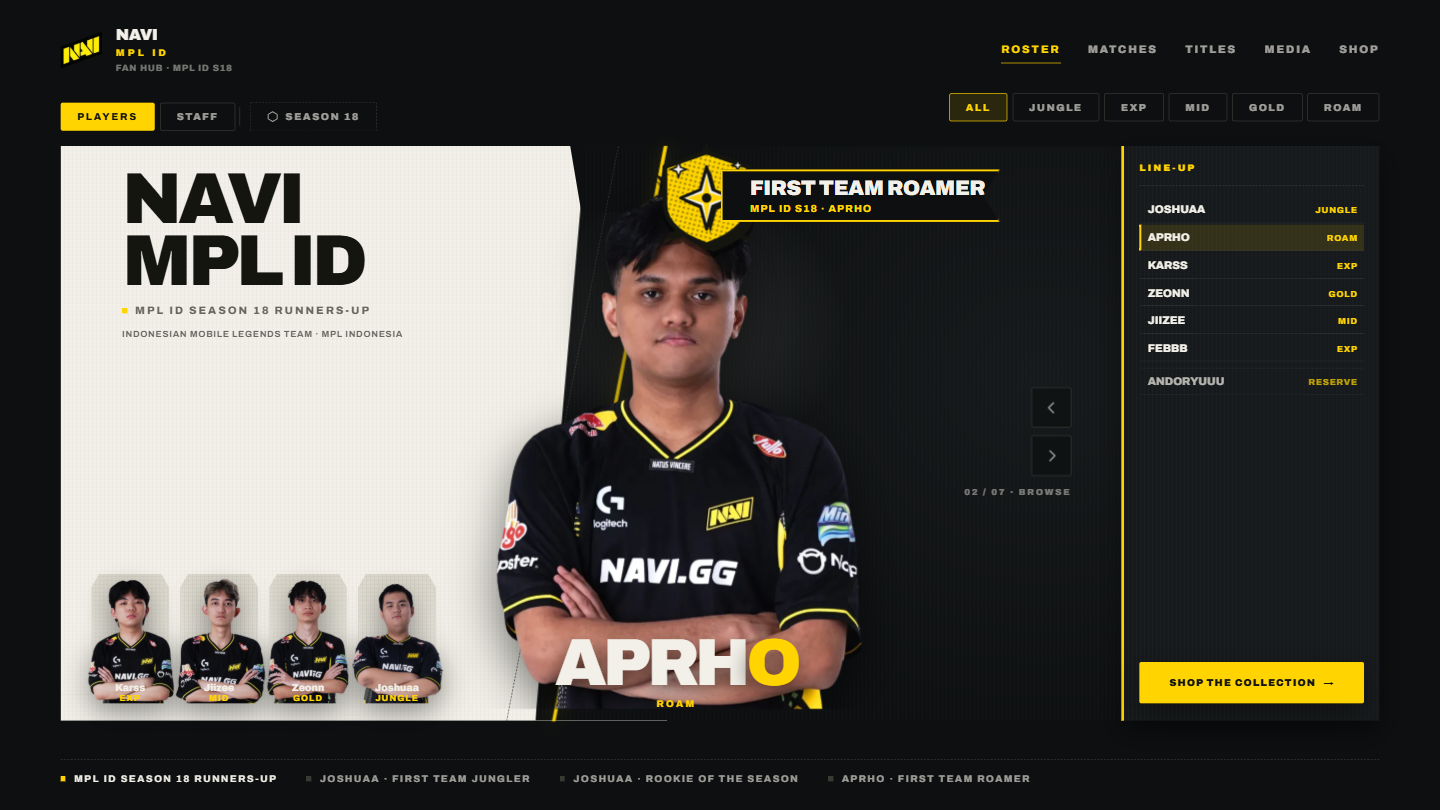 NAVI
MPL ID
FAN HUB · MPL ID S18
ROSTER
MATCHES
TITLES
MEDIA
SHOP
PLAYERS
STAFF
SEASON 18
ALL
JUNGLE
EXP
MID
GOLD
ROAM
NAVI
MPL ID
MPL ID SEASON 18 RUNNERS-UP
INDONESIAN MOBILE LEGENDS TEAM · MPL INDONESIA
FIRST TEAM ROAMER
MPL ID S18 · APRHO
NATUS VINCERE
logitech
NAVI
NAVI.GG
02 / 07 · BROWSE
Karss
EXP
Jiizee
MID
Zeonn
GOLD
Joshuaa
JUNGLE
APRHO
ROAM
LINE-UP
JOSHUAA JUNGLE
APRHO ROAM
KARSS EXP
ZEONN GOLD
JIIZEE MID
FEBBB EXP
ANDORYUUU RESERVE
SHOP THE COLLECTION →
MPL ID SEASON 18 RUNNERS-UP
JOSHUAA · FIRST TEAM JUNGLER
JOSHUAA · ROOKIE OF THE SEASON
APRHO · FIRST TEAM ROAMER